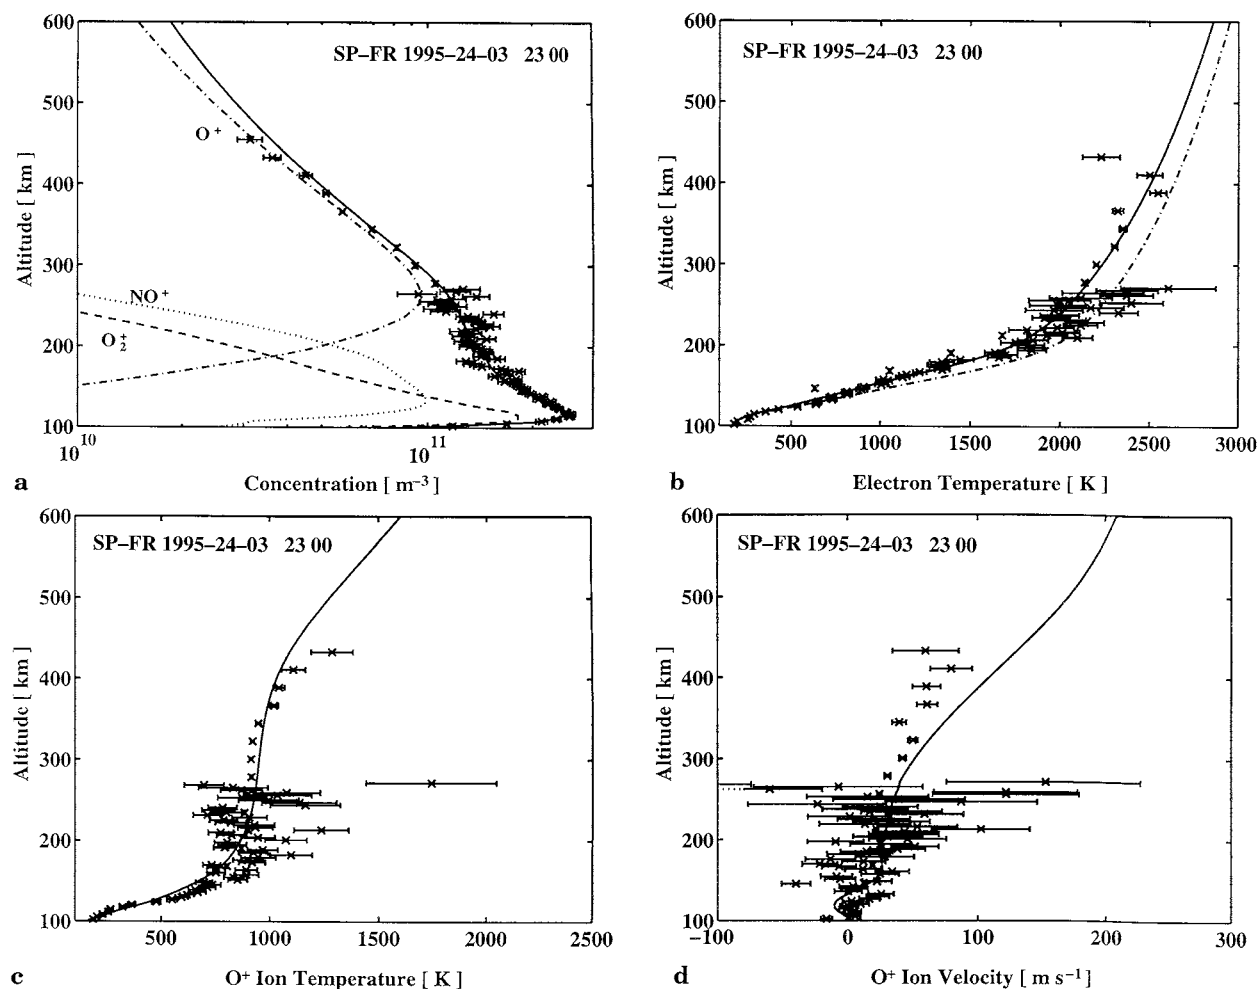 600
SP–FR 1995–24–03 23 00
500
O+
400
Altitude [ km ]
300
NO+
O2+
200
100
10^10
10^11
a
Concentration [ m−3 ]
600
SP–FR 1995–24–03 23 00
500
400
Altitude [ km ]
300
200
100
500
1000
1500
2000
2500
3000
b
Electron Temperature [ K ]
600
SP–FR 1995–24–03 23 00
500
400
Altitude [ km ]
300
200
100
500
1000
1500
2000
2500
c
O+ Ion Temperature [ K ]
600
SP–FR 1995–24–03 23 00
500
400
Altitude [ km ]
300
200
100
−100
0
100
200
300
d
O+ Ion Velocity [ m s−1 ]